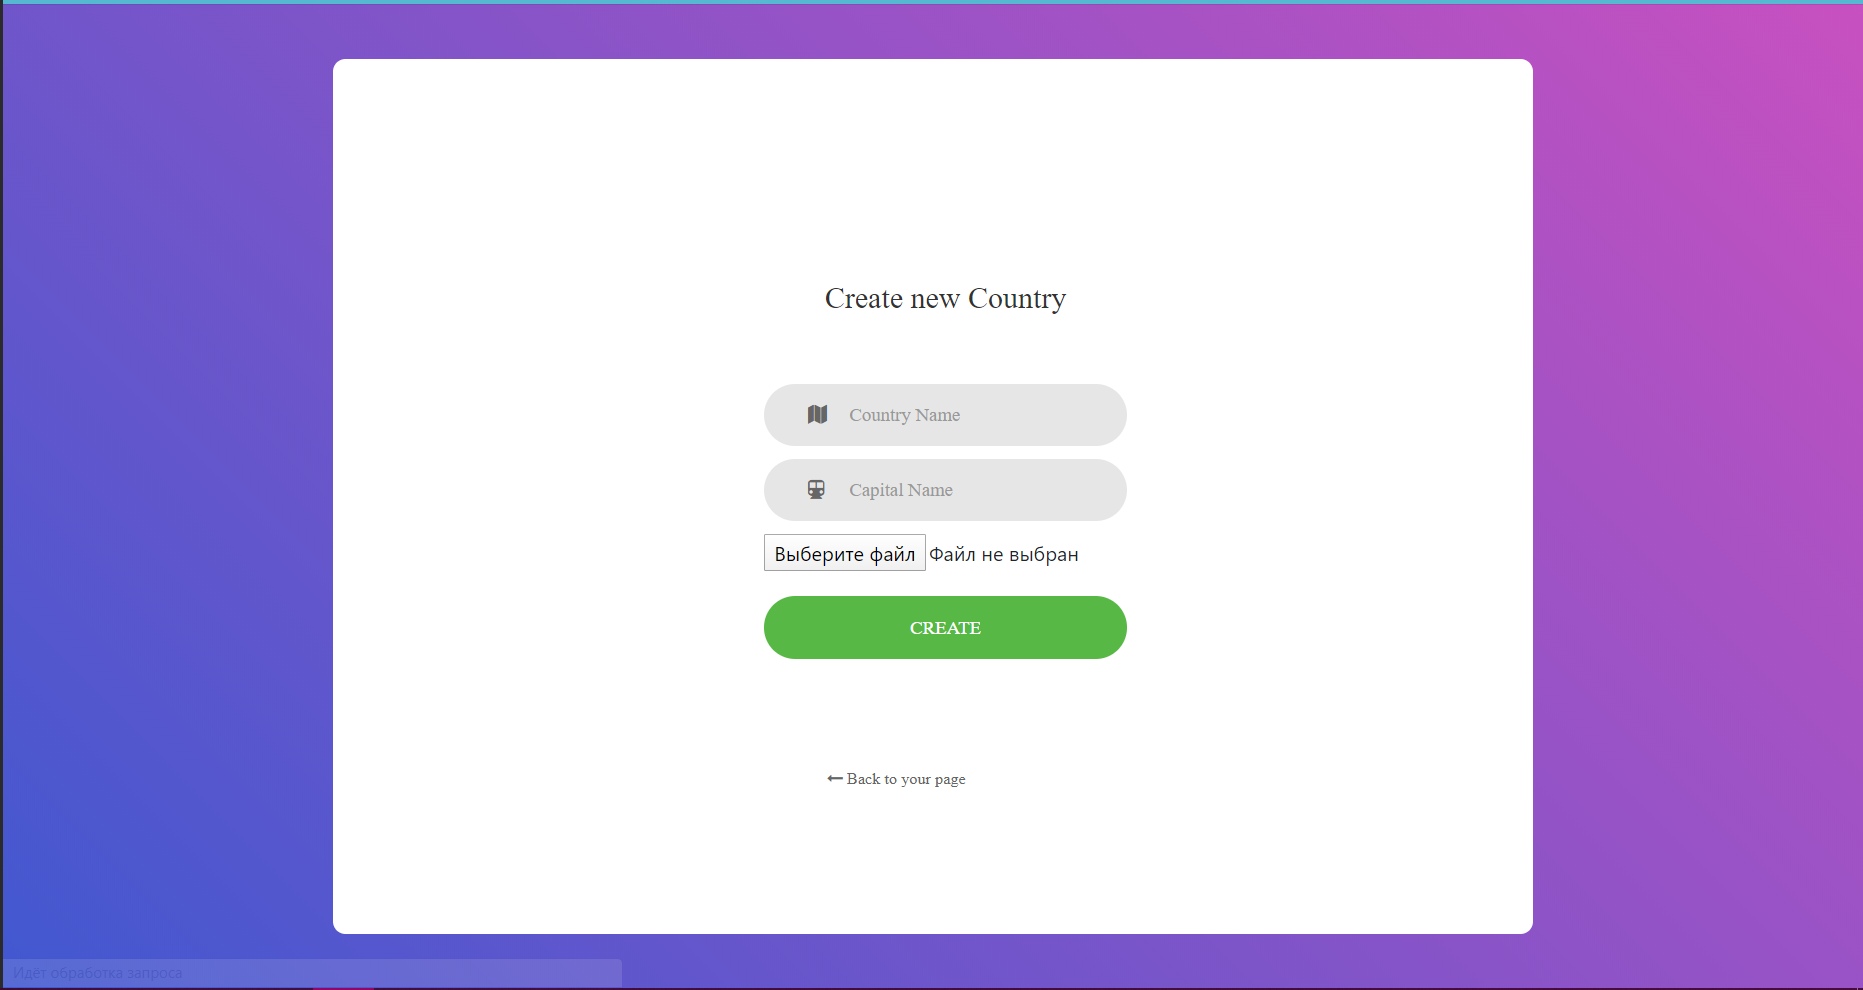 Create new Country
Country Name
Capital Name
Выберите файл Файл не выбран
CREATE
Back to your page
Идёт обработка запроса